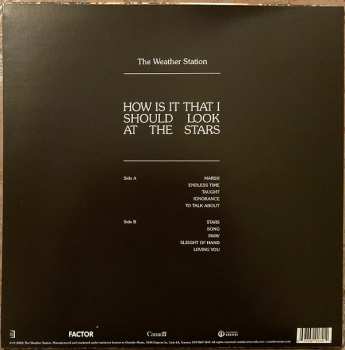 The Weather Station
HOW IS IT THAT I
SHOULD LOOK
AT THE STARS
Side A
MARSH
ENDLESS TIME
TAUGHT
IGNORANCE
TO TALK ABOUT
Side B
STARS
SONG
SWAY
SLEIGHT OF HAND
LOVING YOU
FACTOR
Canada